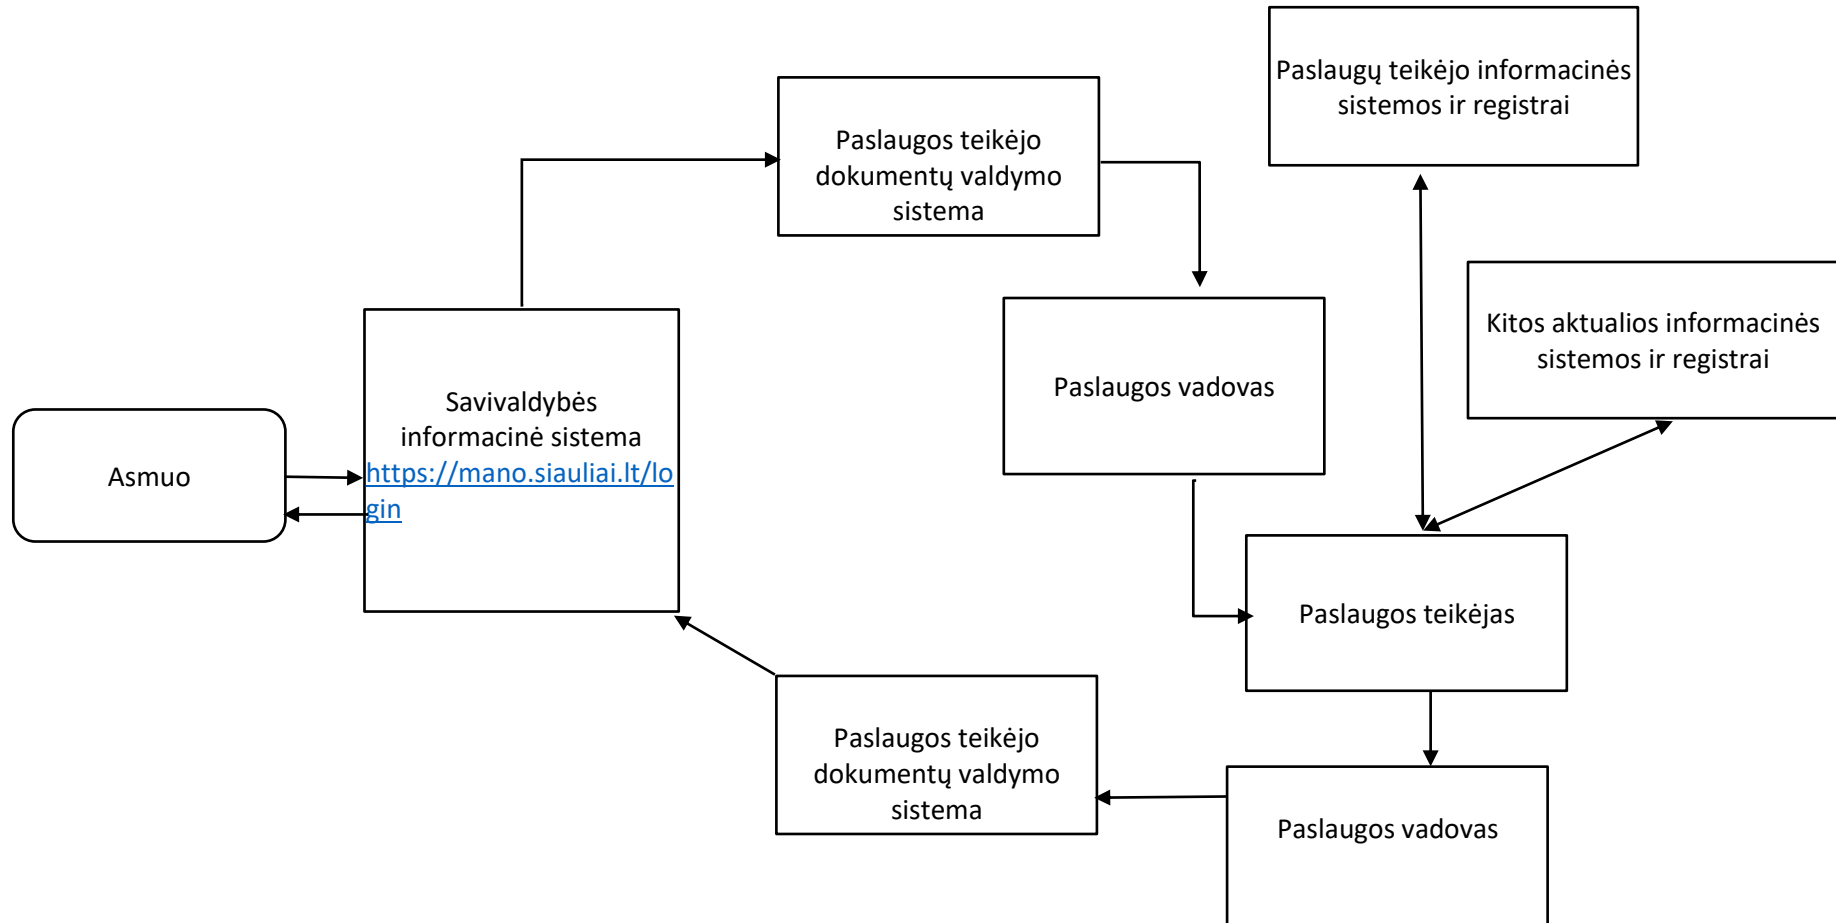 Paslaugų teikėjo informacinės
sistemos ir registrai
Paslaugos teikėjo
dokumentų valdymo
sistema
Kitos aktualios informacinės
sistemos ir registrai
Paslaugos vadovas
Savivaldybės
informacinė sistema
https://mano.siauliai.lt/lo
gin
Asmuo
Paslaugos teikėjas
Paslaugos teikėjo
dokumentų valdymo
sistema
Paslaugos vadovas